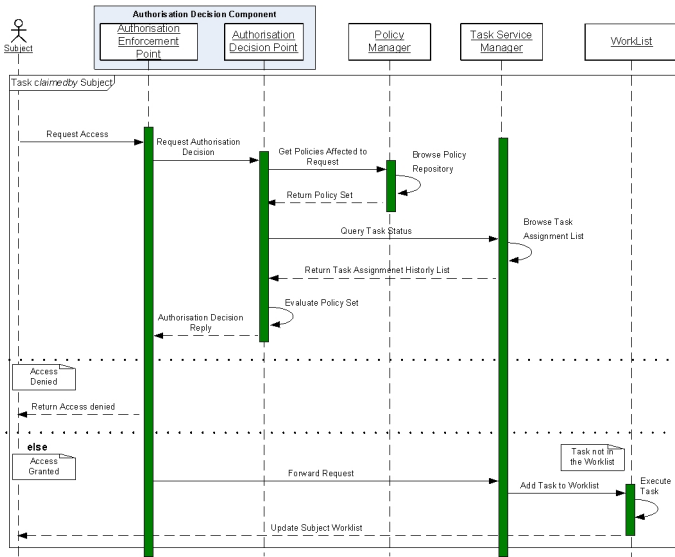 Authorisation Decision Component
Subject
Authorisation
Enforcement
Point
Authorisation
Decision Point
Policy
Manager
Task Service
Manager
WorkList
Task claimedby Subject
Request Access
Request Authorisation
Decision
Get Policies Affected to
Request
Browse Policy
Repository
Return Policy Set
Query Task Status
Browse Task
Assignment List
Return Task Assignmenet Historly List
Evaluate Policy Set
Authorisation Decision
Reply
Access
Denied
Return Access denied
else
Access
Granted
Task not in
the Worklist
Forward Request
Add Task to Worklist
Execute
Task
Update Subject Worklist